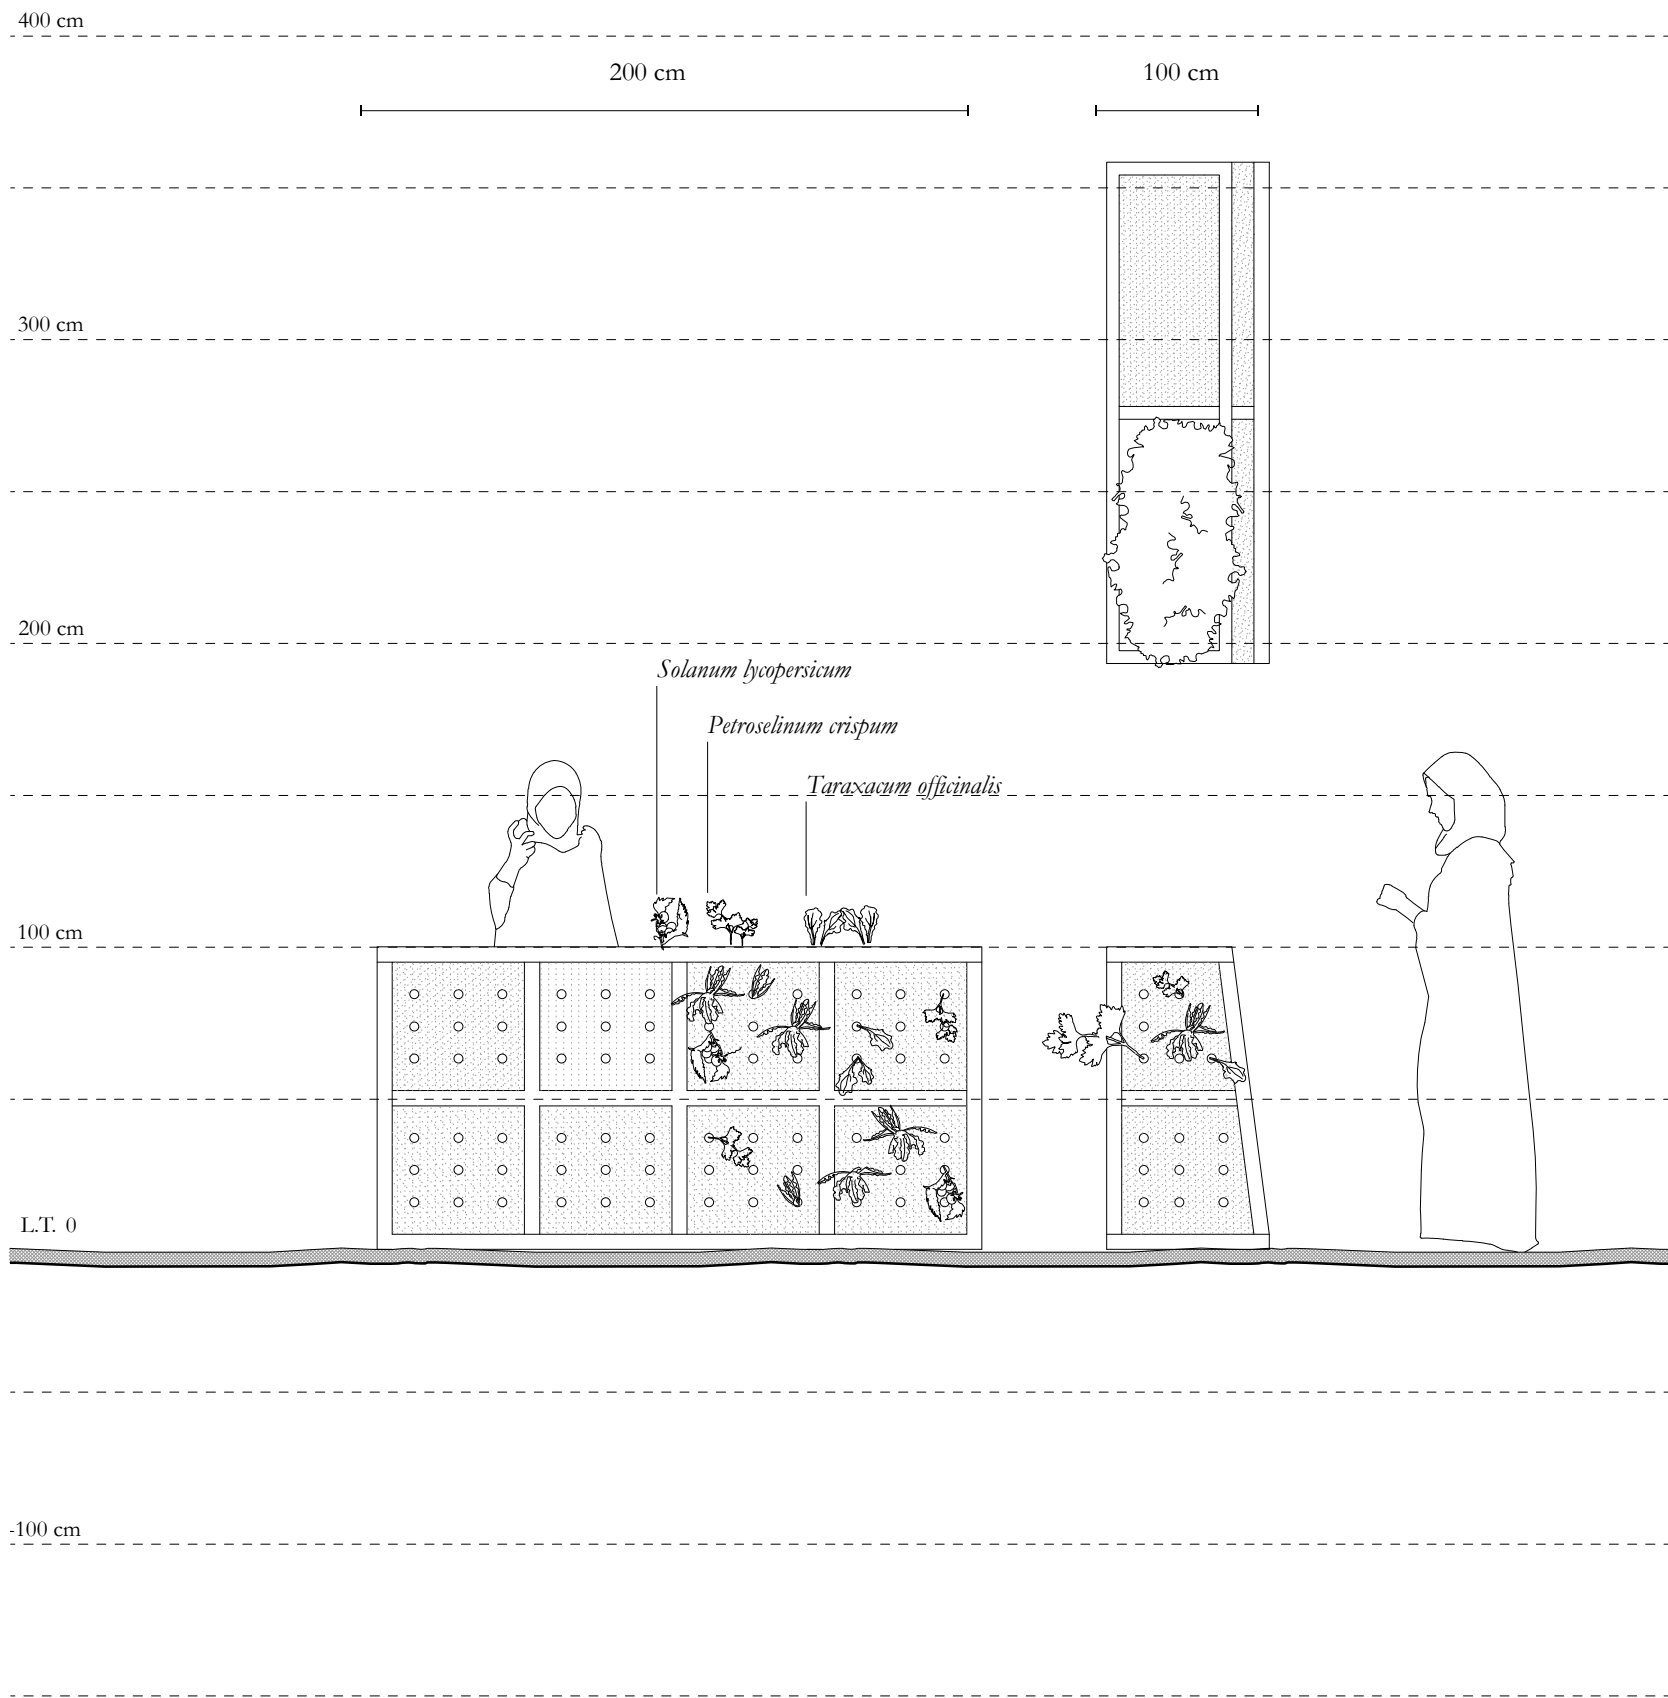 400 cm
200 cm
100 cm
300 cm
200 cm
Solanum lycopersicum
Petroselinum crispum
Taraxacum officinalis
100 cm
L.T. 0
-100 cm